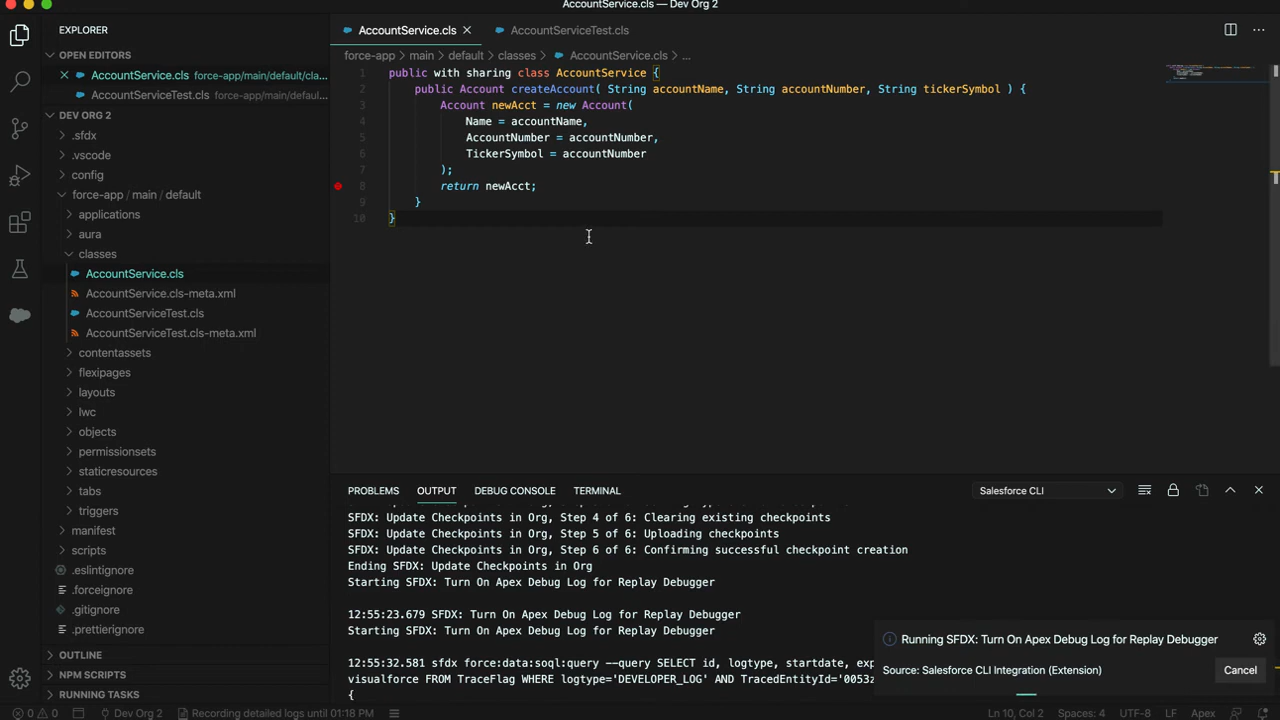 AccountService.cls — Dev Org 2
EXPLORER
OPEN EDITORS
AccountService.cls force-app/main/default/cla...
AccountServiceTest.cls force-app/main/defaul...
DEV ORG 2
.sfdx
.vscode
config
force-app / main / default
applications
aura
classes
AccountService.cls
AccountService.cls-meta.xml
AccountServiceTest.cls
AccountServiceTest.cls-meta.xml
contentassets
flexipages
layouts
lwc
objects
permissionsets
staticresources
tabs
triggers
manifest
scripts
.eslintignore
.forceignore
.gitignore
.prettierignore
OUTLINE
NPM SCRIPTS
RUNNING TASKS
AccountService.cls
AccountServiceTest.cls
force-app > main > default > classes > AccountService.cls > ...
1 public with sharing class AccountService {
2 public Account createAccount( String accountName, String accountNumber, String tickerSymbol ) {
3 Account newAcct = new Account(
4 Name = accountName,
5 AccountNumber = accountNumber,
6 TickerSymbol = accountNumber
7 );
8 return newAcct;
9 }
10 }
PROBLEMS OUTPUT DEBUG CONSOLE TERMINAL
Salesforce CLI
SFDX: Update Checkpoints in Org, Step 4 of 6: Clearing existing checkpoints
SFDX: Update Checkpoints in Org, Step 5 of 6: Uploading checkpoints
SFDX: Update Checkpoints in Org, Step 6 of 6: Confirming successful checkpoint creation
Ending SFDX: Update Checkpoints in Org
Starting SFDX: Turn On Apex Debug Log for Replay Debugger
12:55:23.679 SFDX: Turn On Apex Debug Log for Replay Debugger
Starting SFDX: Turn On Apex Debug Log for Replay Debugger
12:55:32.581 sfdx force:data:soql:query --query SELECT id, logtype, startdate, exp
visualforce FROM TraceFlag WHERE logtype='DEVELOPER_LOG' AND TracedEntityId='0053z
{
Running SFDX: Turn On Apex Debug Log for Replay Debugger
Source: Salesforce CLI Integration (Extension)
Cancel
0 0 Dev Org 2 Recording detailed logs until 01:18 PM
Ln 10, Col 2 Spaces: 4 UTF-8 LF Apex